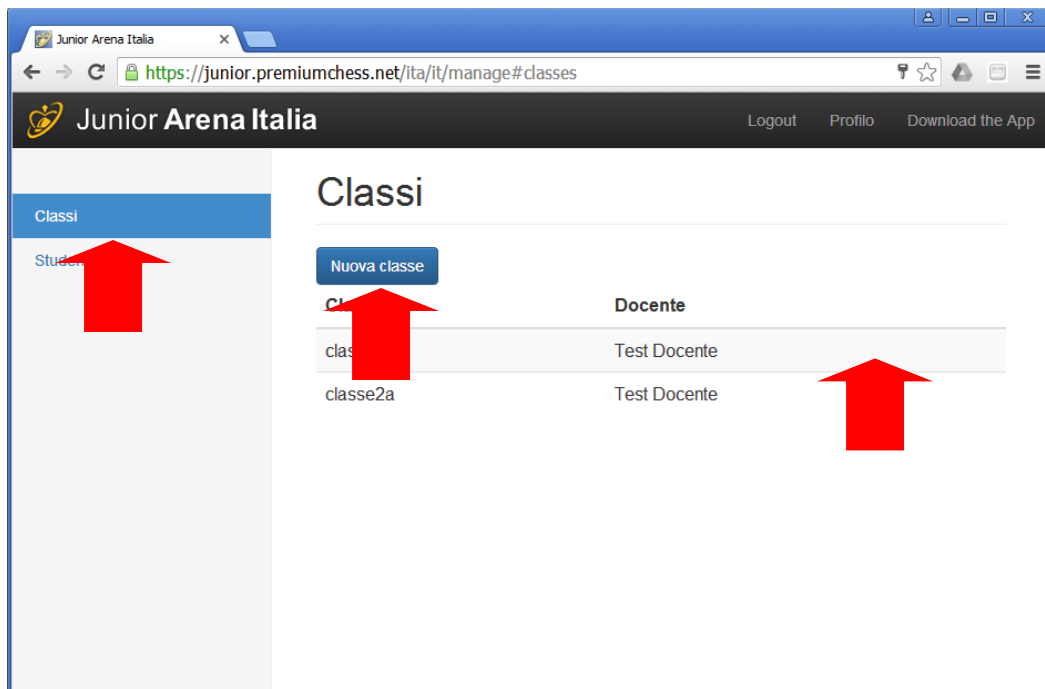 Junior Arena Italia
https://junior.premiumchess.net/ita/it/manage#classes
Junior Arena Italia
Logout Profilo Download the App
Classi
Classi
Nuova classe
Docente
Test Docente
classe2a Test Docente